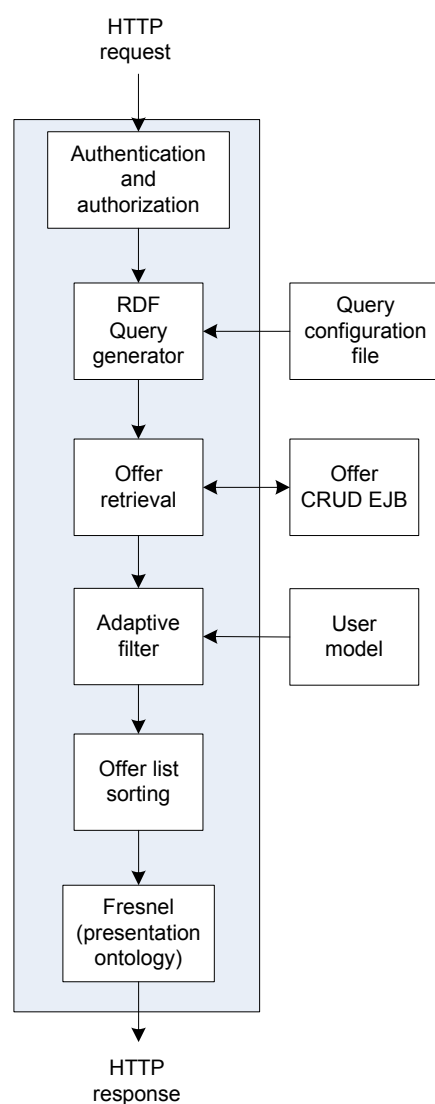 HTTP
request
Authentication
and
authorization
RDF
Query
generator
Query
configuration
file
Offer
retrieval
Offer
CRUD EJB
Adaptive
filter
User
model
Offer list
sorting
Fresnel
(presentation
ontology)
HTTP
response